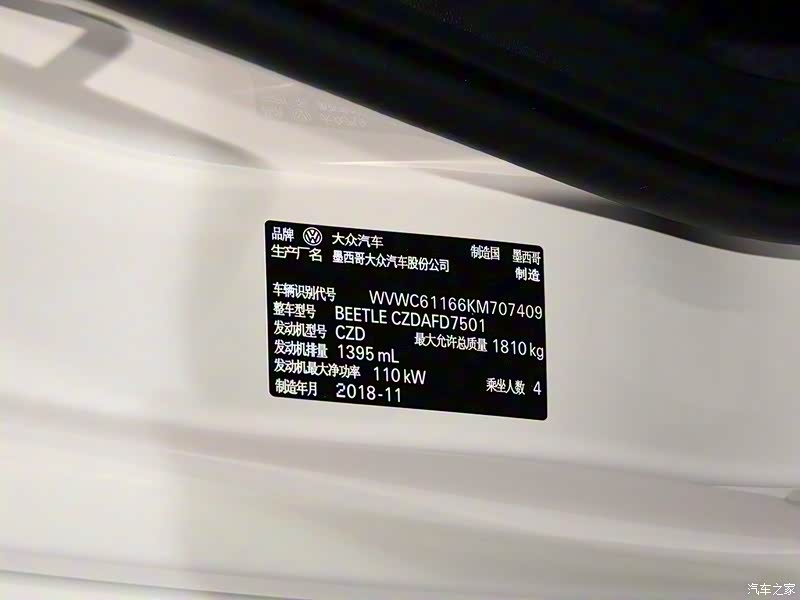 品牌 大众汽车 制造国 墨西哥
生产厂名 墨西哥大众汽车股份公司 制造
车辆识别代号 WVWC61166KM707409
整车型号 BEETLE CZDAFD7501
发动机型号 CZD 最大允许总质量 1810 kg
发动机排量 1395 mL
发动机最大净功率 110 kW 乘坐人数 4
制造年月 2018-11
汽车之家